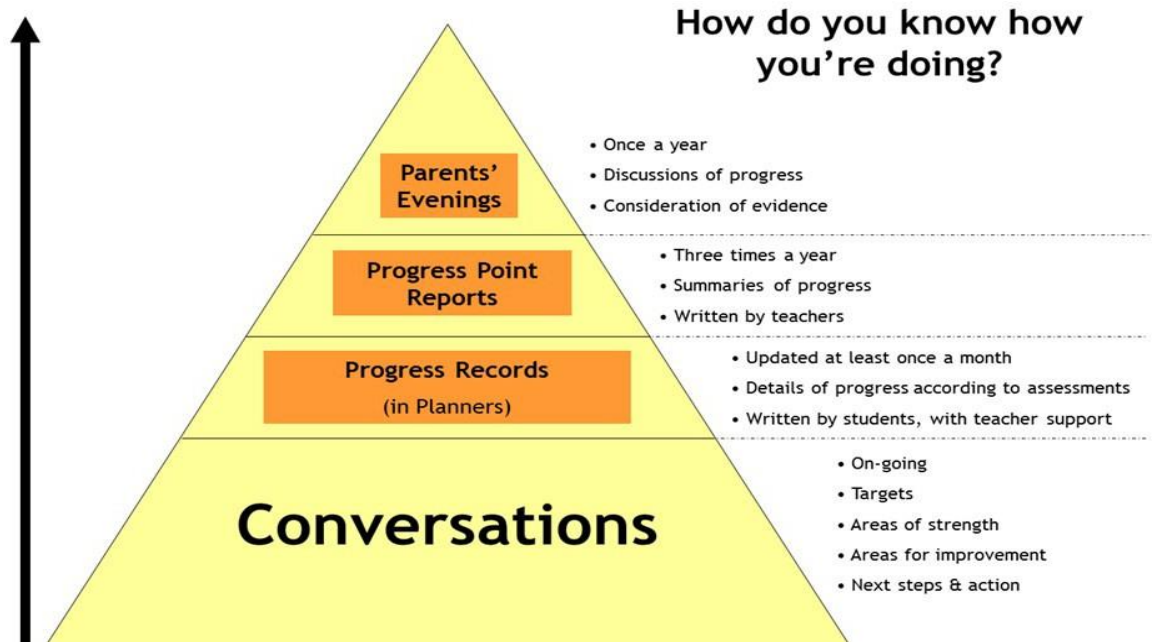 How do you know how
you're doing?
Parents'
Evenings
• Once a year
• Discussions of progress
• Consideration of evidence
Progress Point
Reports
• Three times a year
• Summaries of progress
• Written by teachers
Progress Records
(in Planners)
• Updated at least once a month
• Details of progress according to assessments
• Written by students, with teacher support
Conversations
• On-going
• Targets
• Areas of strength
• Areas for improvement
• Next steps & action